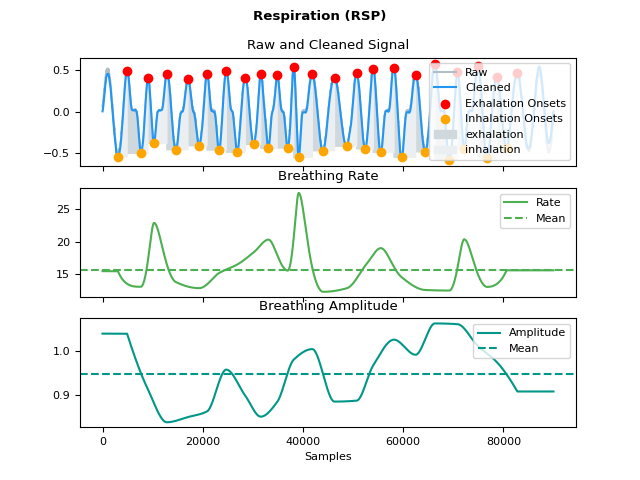 Respiration (RSP)
Raw and Cleaned Signal
0.5
0.0
−0.5
Raw
Cleaned
Exhalation Onsets
Inhalation Onsets
exhalation
inhalation
Breathing Rate
25
20
15
Rate
Mean
Breathing Amplitude
1.0
0.9
Amplitude
Mean
0
20000
40000
60000
80000
Samples